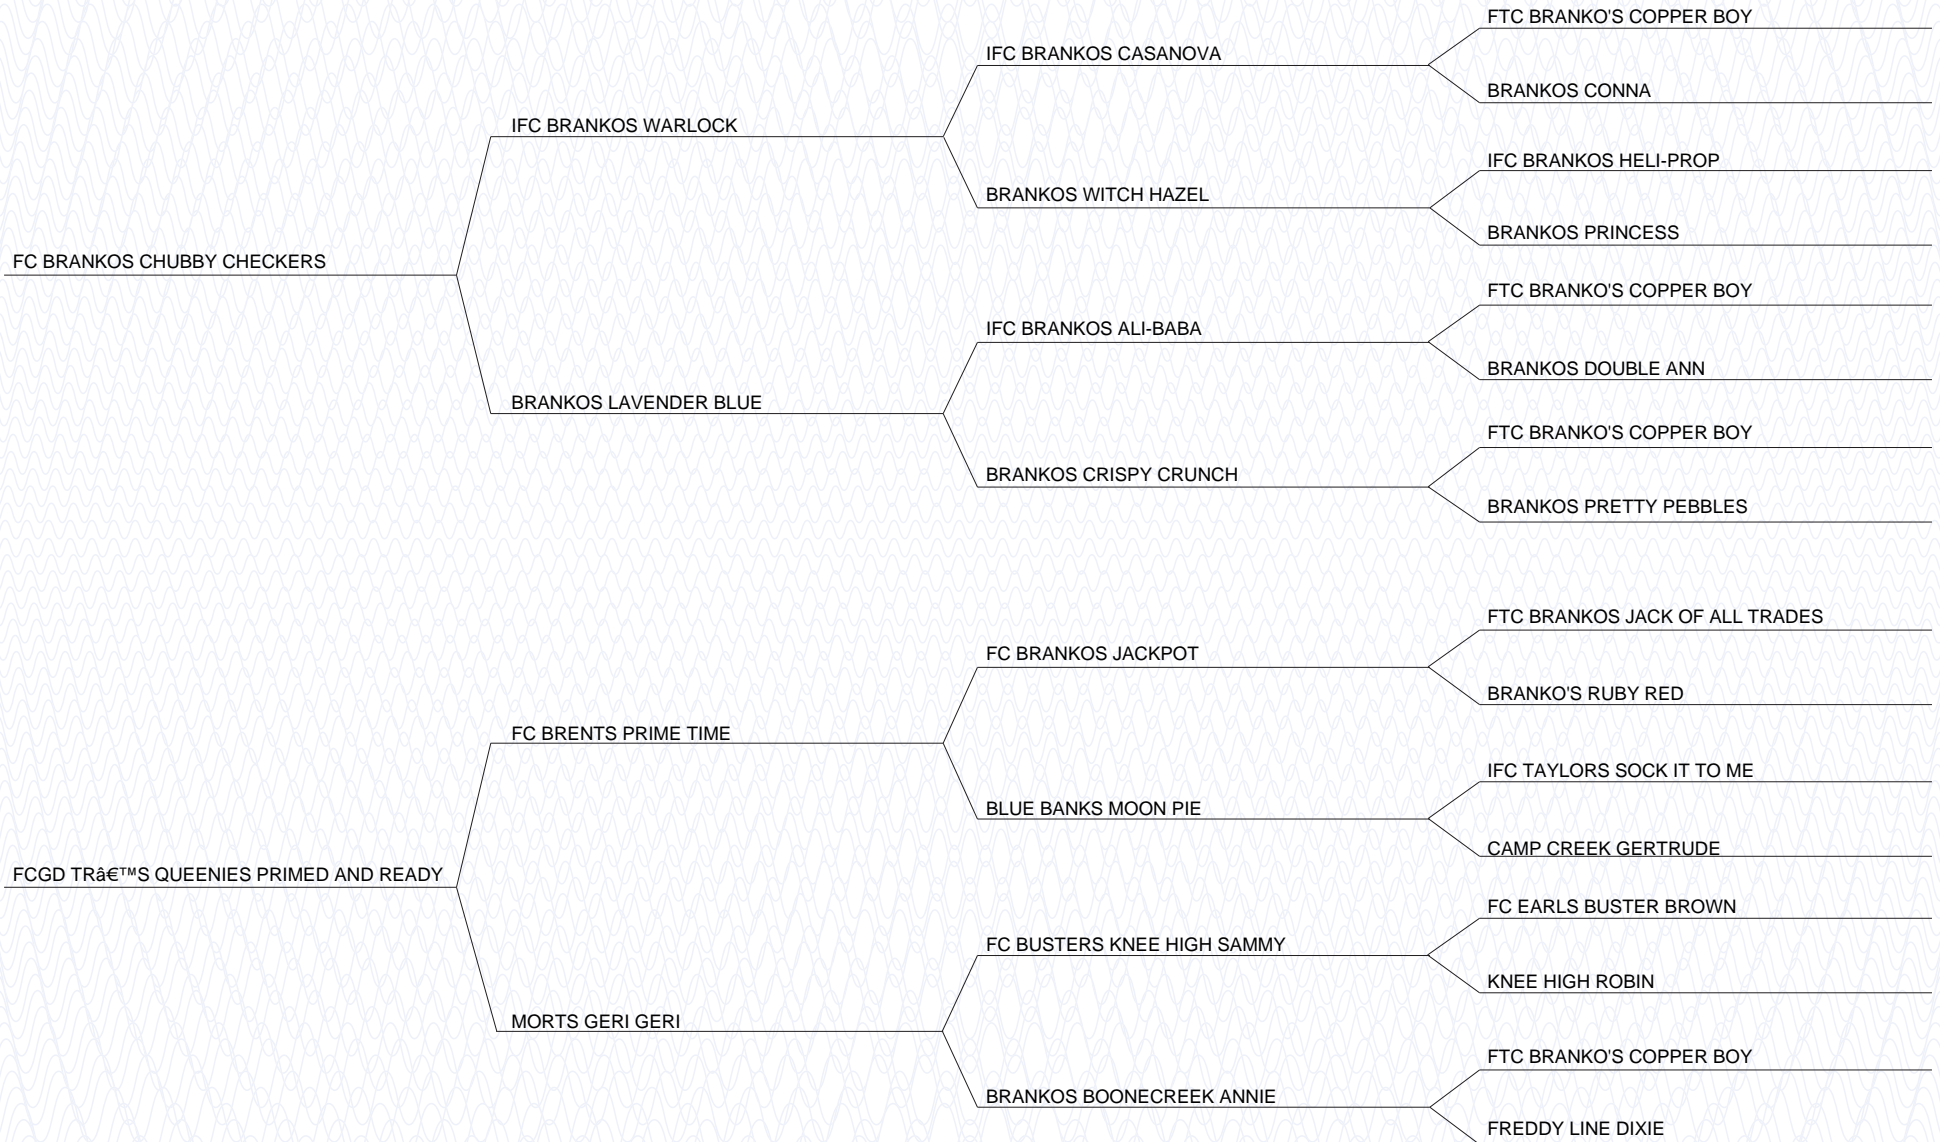 FTC BRANKO'S COPPER BOY
IFC BRANKOS CASANOVA
BRANKOS CONNA
IFC BRANKOS WARLOCK
IFC BRANKOS HELI-PROP
BRANKOS WITCH HAZEL
BRANKOS PRINCESS
FC BRANKOS CHUBBY CHECKERS
FTC BRANKO'S COPPER BOY
IFC BRANKOS ALI-BABA
BRANKOS DOUBLE ANN
BRANKOS LAVENDER BLUE
FTC BRANKO'S COPPER BOY
BRANKOS CRISPY CRUNCH
BRANKOS PRETTY PEBBLES
FTC BRANKOS JACK OF ALL TRADES
FC BRANKOS JACKPOT
BRANKO'S RUBY RED
FC BRENTS PRIME TIME
IFC TAYLORS SOCK IT TO ME
BLUE BANKS MOON PIE
CAMP CREEK GERTRUDE
FCGD TRâ€™S QUEENIES PRIMED AND READY
FC EARLS BUSTER BROWN
FC BUSTERS KNEE HIGH SAMMY
KNEE HIGH ROBIN
MORTS GERI GERI
FTC BRANKO'S COPPER BOY
BRANKOS BOONECREEK ANNIE
FREDDY LINE DIXIE